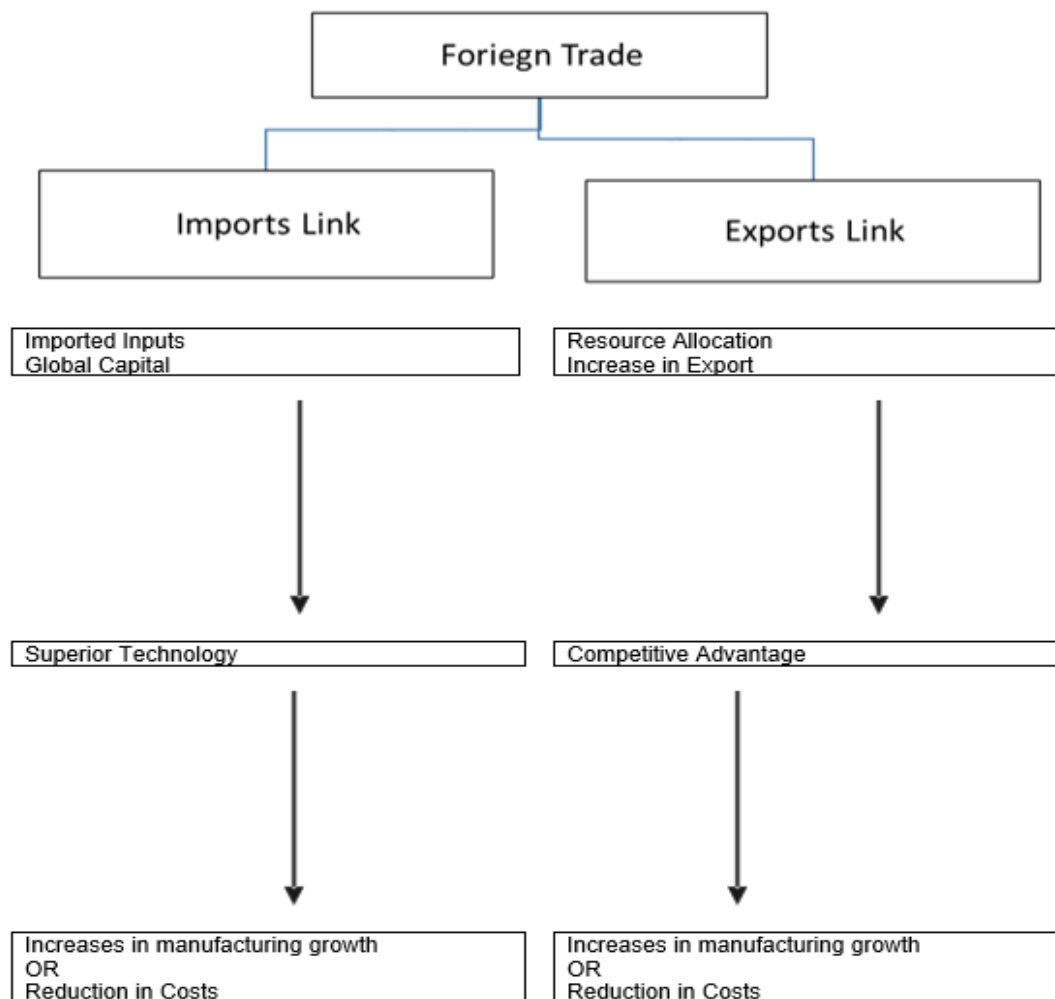 Foriegn Trade
Imports Link
Exports Link
Imported Inputs
Global Capital
Resource Allocation
Increase in Export
Superior Technology
Competitive Advantage
Increases in manufacturing growth
OR
Reduction in Costs
Increases in manufacturing growth
OR
Reduction in Costs